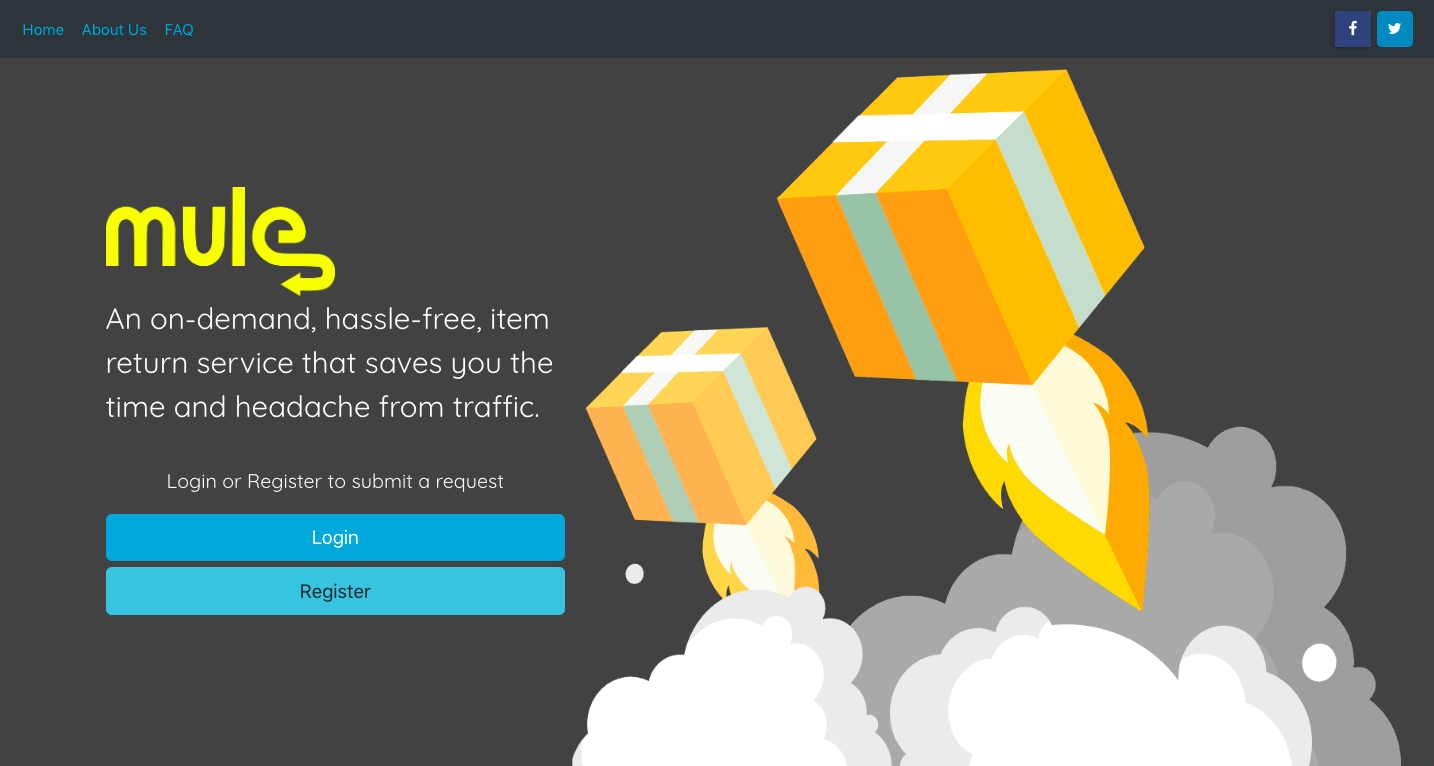 Home About Us FAQ
mule
An on-demand, hassle-free, item
return service that saves you the
time and headache from traffic.
Login or Register to submit a request
Login
Register